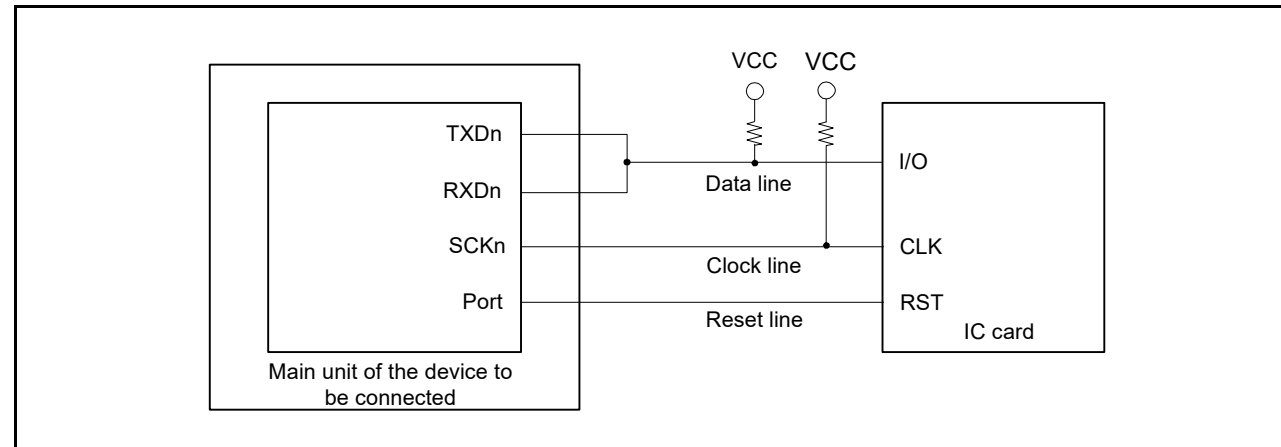 VCC
VCC
TXDn
RXDn
SCKn
Port
Data line
Clock line
Reset line
I/O
CLK
RST
IC card
Main unit of the device to
be connected